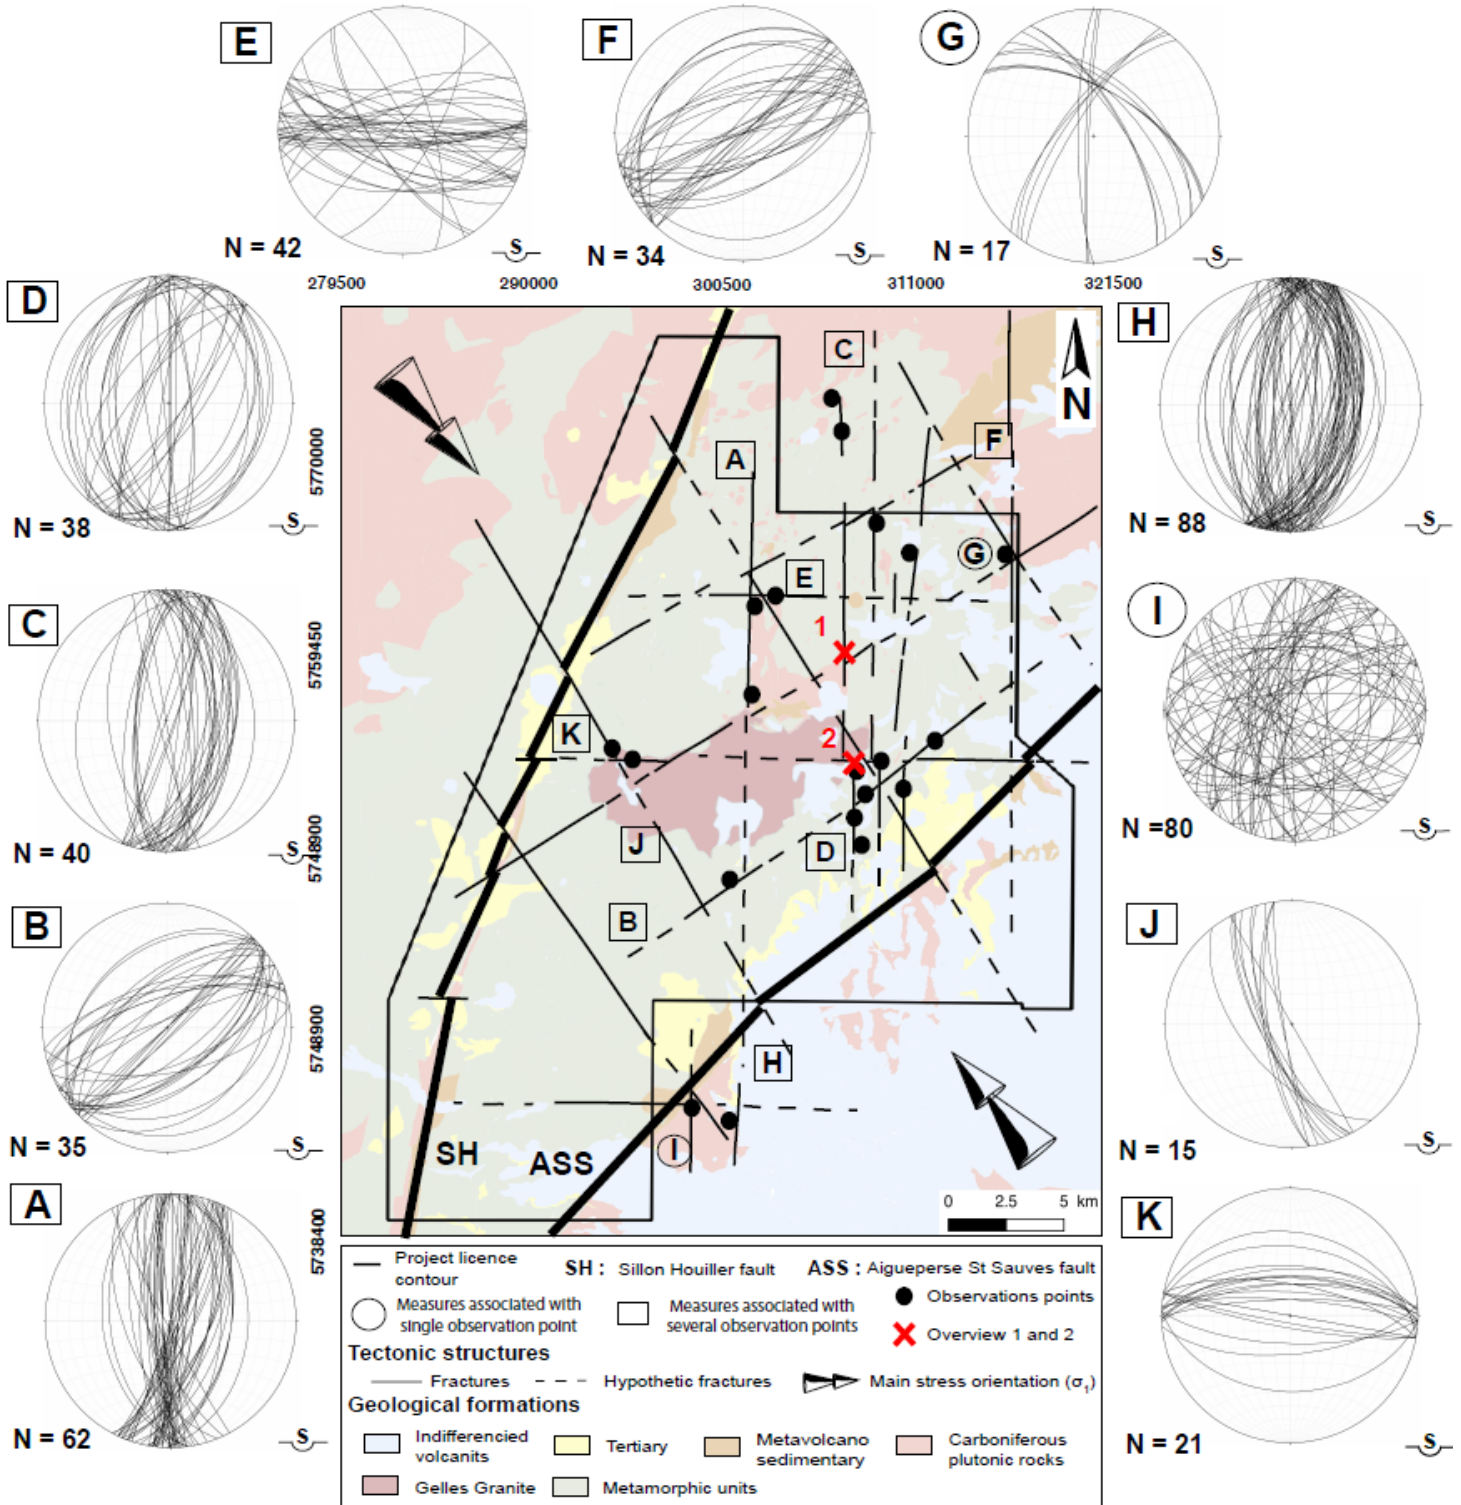 E
F
G
N = 42
S
N = 34
S
N = 17
S
279500
290000
300500
311000
321500
D
N = 38
S
H
N = 88
S
C
N = 40
S
I
N =80
S
B
N = 35
S
J
N = 15
S
A
N = 62
S
K
N = 21
S
5770000
5759450
5748900
5748900
5738400
C
N
A
F
G
E
1
K
2
J
D
B
H
I
SH
ASS
0 2.5 5 km
Project licence
contour
SH : Sillon Houiller fault
ASS : Aigueperse St Sauves fault
Measures associated with
single observation point
Measures associated with
several observation points
Observations points
Overview 1 and 2
Tectonic structures
Fractures
Hypothetic fractures
Main stress orientation (σ1)
Geological formations
Indifferencied
volcanits
Tertiary
Metavolcano
sedimentary
Carboniferous
plutonic rocks
Gelles Granite
Metamorphic units